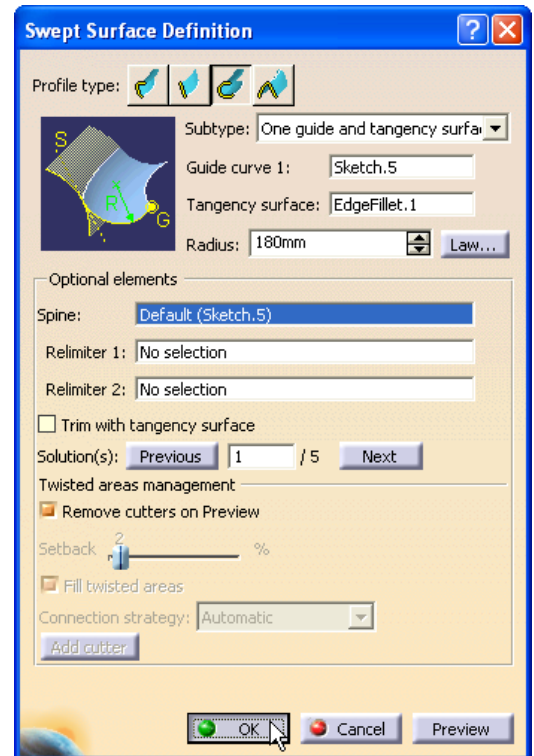 Swept Surface Definition
Profile type:
Subtype: One guide and tangency surfa
S
Guide curve 1: Sketch.5
Tangency surface: EdgeFillet.1
R
G
Radius: 180mm Law...
Optional elements
Spine: Default (Sketch.5)
Relimiter 1: No selection
Relimiter 2: No selection
Trim with tangency surface
Solution(s): Previous 1 / 5 Next
Twisted areas management
Remove cutters on Preview
2
Setback %
Fill twisted areas
Connection strategy: Automatic
Add cutter
OK Cancel Preview